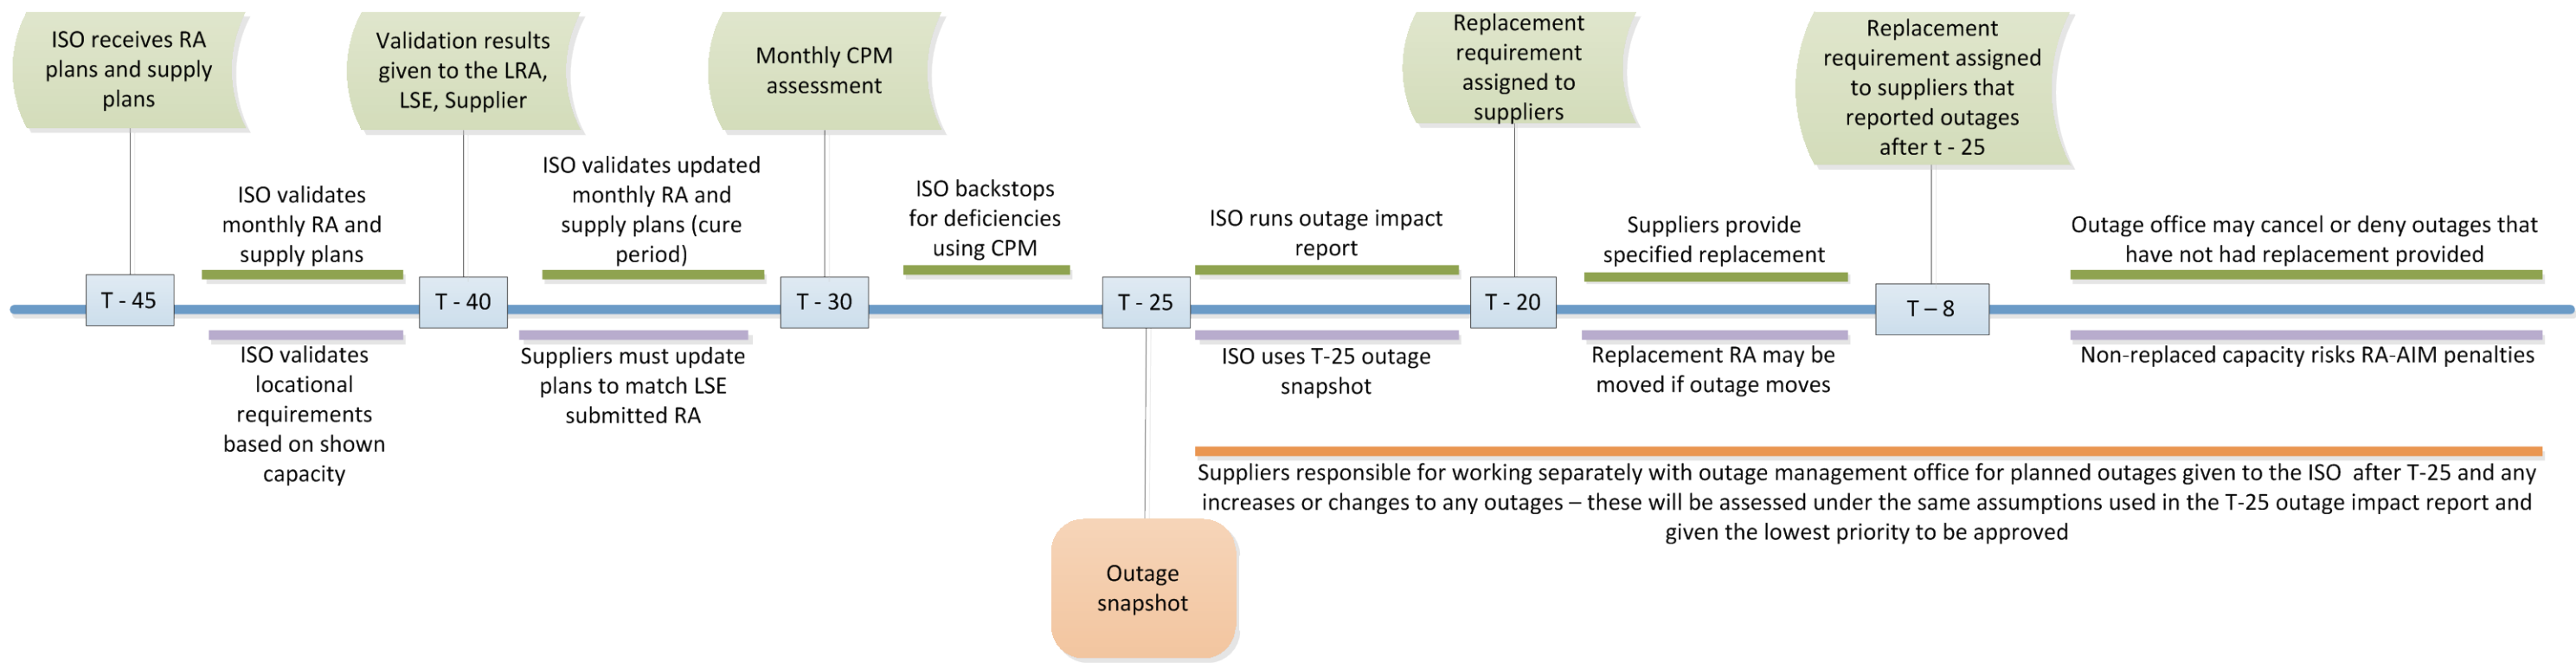 ISO receives RA
plans and supply
plans
Validation results
given to the LRA,
LSE, Supplier
Monthly CPM
assessment
Replacement
requirement
assigned to
suppliers
Replacement
requirement assigned
to suppliers that
reported outages
after t - 25
ISO validates
monthly RA and
supply plans
ISO validates updated
monthly RA and
supply plans (cure
period)
ISO backstops
for deficiencies
using CPM
ISO runs outage impact
report
Suppliers provide
specified replacement
Outage office may cancel or deny outages that
have not had replacement provided
T - 45
T - 40
T - 30
T - 25
T - 20
T – 8
ISO validates
locational
requirements
based on shown
capacity
Suppliers must update
plans to match LSE
submitted RA
ISO uses T-25 outage
snapshot
Replacement RA may be
moved if outage moves
Non-replaced capacity risks RA-AIM penalties
Suppliers responsible for working separately with outage management office for planned outages given to the ISO  after T-25 and any
increases or changes to any outages – these will be assessed under the same assumptions used in the T-25 outage impact report and
given the lowest priority to be approved
Outage
snapshot